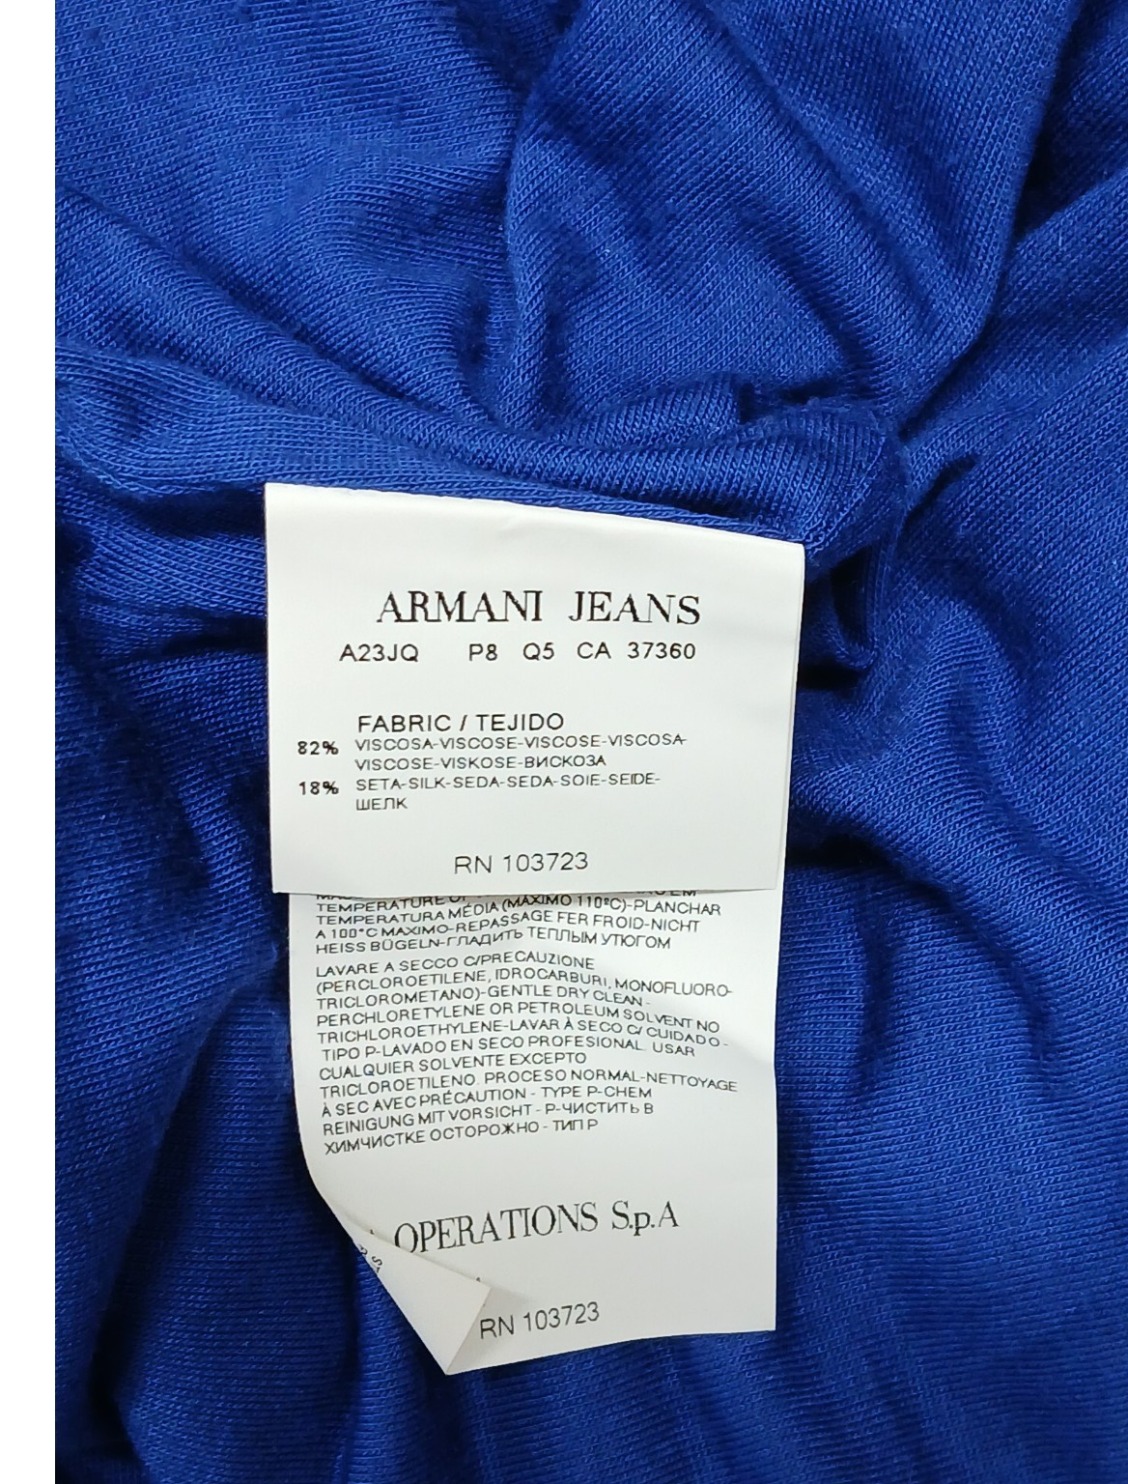 ARMANI JEANS
A23JQ P8 Q5 CA 37360
FABRIC / TEJIDO
82% VISCOSA-VISCOSE-VISCOSE-VISCOSA-
VISCOSE-VISKOSE-ВИСКОЗА
18% SETA-SILK-SEDA-SEDA-SOIE-SEIDE-
ШЕЛК
RN 103723
TEMPERATURE
TEMPERATURA MÉDIA (MAXIMO 110°C)-PLANCHAR
A 100°C MAXIMO-REPASSAGE FER FROID-NICHT
HEISS BÜGELN-ГЛАДИТЬ ТЕПЛЫМ УТЮГОМ
LAVARE A SECCO C/PRECAUZIONE
(PERCLOROETILENE, IDROCARBURI, MONOFLUORO-
TRICLOROMETANO)-GENTLE DRY CLEAN -
PERCHLORETYLENE OR PETROLEUM SOLVENT NO
TRICHLOROETHYLENE-LAVAR À SECO C/ CUIDADO -
TIPO P-LAVADO EN SECO PROFESIONAL. USAR
CUALQUIER SOLVENTE EXCEPTO
TRICLOROETILENO. PROCESO NORMAL-NETTOYAGE
À SEC AVEC PRÉCAUTION - TYPE P-CHEM
REINIGUNG MIT VORSICHT - P-ЧИСТИТЬ В
ХИМЧИСТКЕ ОСТОРОЖНО - ТИП P
OPERATIONS S.p.A
RN 103723